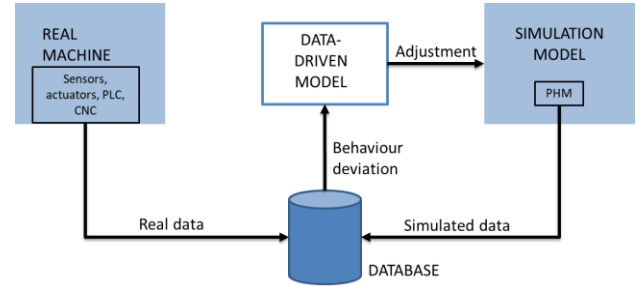 REAL
MACHINE
Sensors,
actuators, PLC,
CNC
DATA-
DRIVEN
MODEL
Adjustment
SIMULATION
MODEL
PHM
Behaviour
deviation
Real data
Simulated data
DATABASE